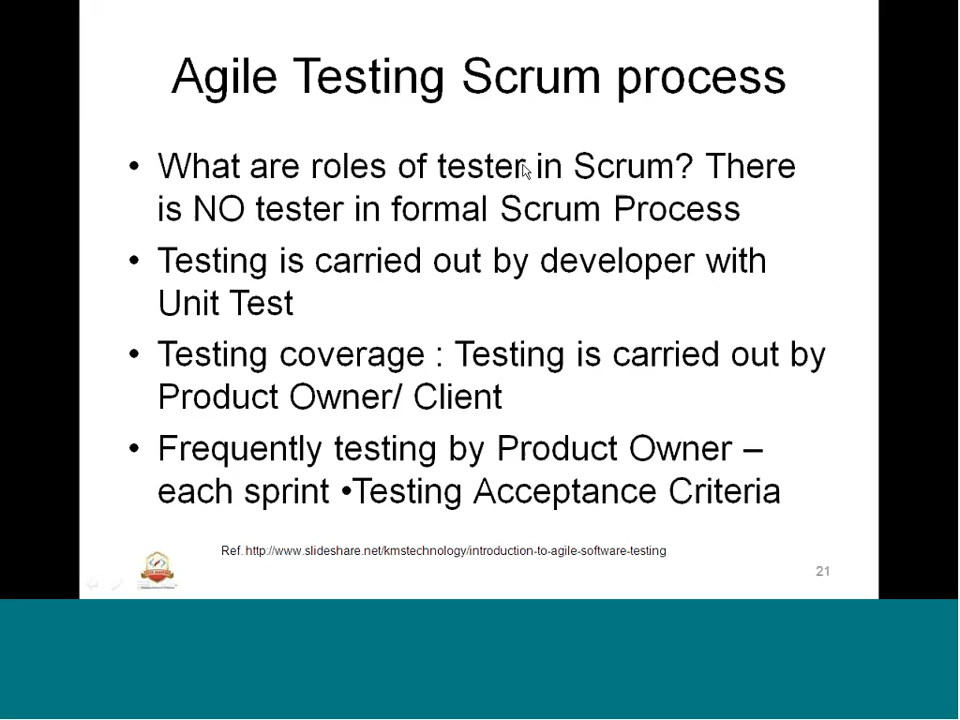 Agile Testing Scrum process
• What are roles of tester in Scrum? There
is NO tester in formal Scrum Process
• Testing is carried out by developer with
Unit Test
• Testing coverage : Testing is carried out by
Product Owner/ Client
• Frequently testing by Product Owner –
each sprint •Testing Acceptance Criteria
Ref. http://www.slideshare.net/kmstechnology/introduction-to-agile-software-testing
21